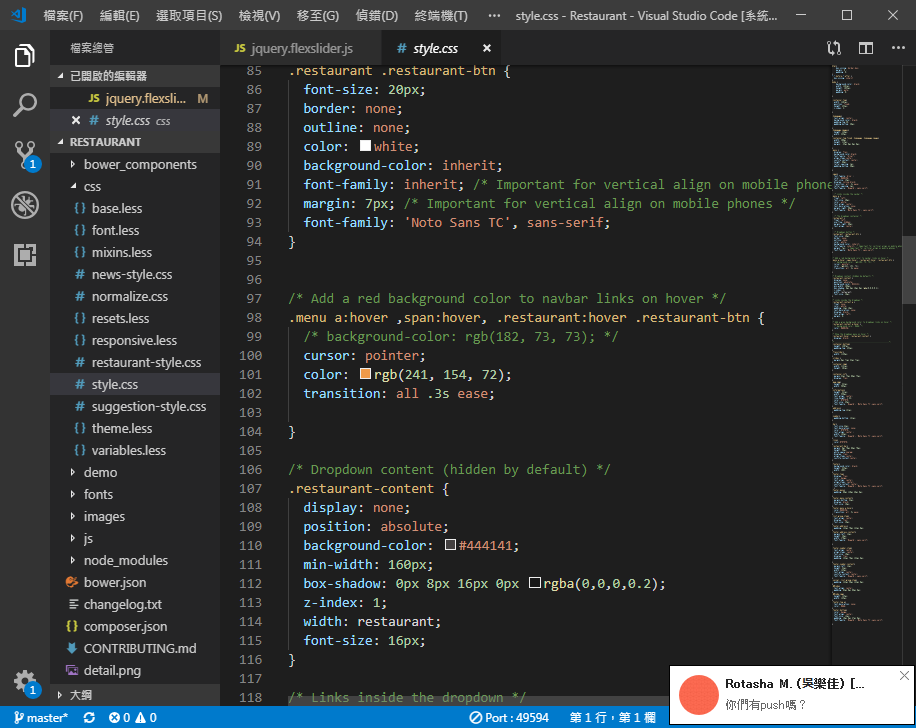 檔案(F) 編輯(E) 選取項目(S) 檢視(V) 移至(G) 偵錯(D) 終端機(T) ··· style.css - Restaurant - Visual Studio Code [系統...
檔案總管
JS jquery.flexslider.js # style.css
已開啟的編輯器
JS jquery.flexsli... M
# style.css css
RESTAURANT
bower_components
css
{} base.less
{} font.less
{} mixins.less
# news-style.css
# normalize.css
{} resets.less
{} responsive.less
# restaurant-style.css
# style.css
# suggestion-style.css
{} theme.less
{} variables.less
demo
fonts
images
js
node_modules
bower.json
changelog.txt
{} composer.json
CONTRIBUTING.md
detail.png
大綱
1
1
85 .restaurant .restaurant-btn {
86 font-size: 20px;
87 border: none;
88 outline: none;
89 color: white;
90 background-color: inherit;
91 font-family: inherit; /* Important for vertical align on mobile phone
92 margin: 7px; /* Important for vertical align on mobile phones */
93 font-family: 'Noto Sans TC', sans-serif;
94 }
95
96
97 /* Add a red background color to navbar links on hover */
98 .menu a:hover ,span:hover, .restaurant:hover .restaurant-btn {
99 /* background-color: rgb(182, 73, 73); */
100 cursor: pointer;
101 color: rgb(241, 154, 72);
102 transition: all .3s ease;
103
104 }
105
106 /* Dropdown content (hidden by default) */
107 .restaurant-content {
108 display: none;
109 position: absolute;
110 background-color: #444141;
111 min-width: 160px;
112 box-shadow: 0px 8px 16px 0px rgba(0,0,0,0.2);
113 z-index: 1;
114 width: restaurant;
115 font-size: 16px;
116 }
117
118 /* Links inside the dropdown */
Rotasha M. (吳樂佳) [...
你們有push嗎？
master* 0 0 Port : 49594 第 1 行，第 1 欄